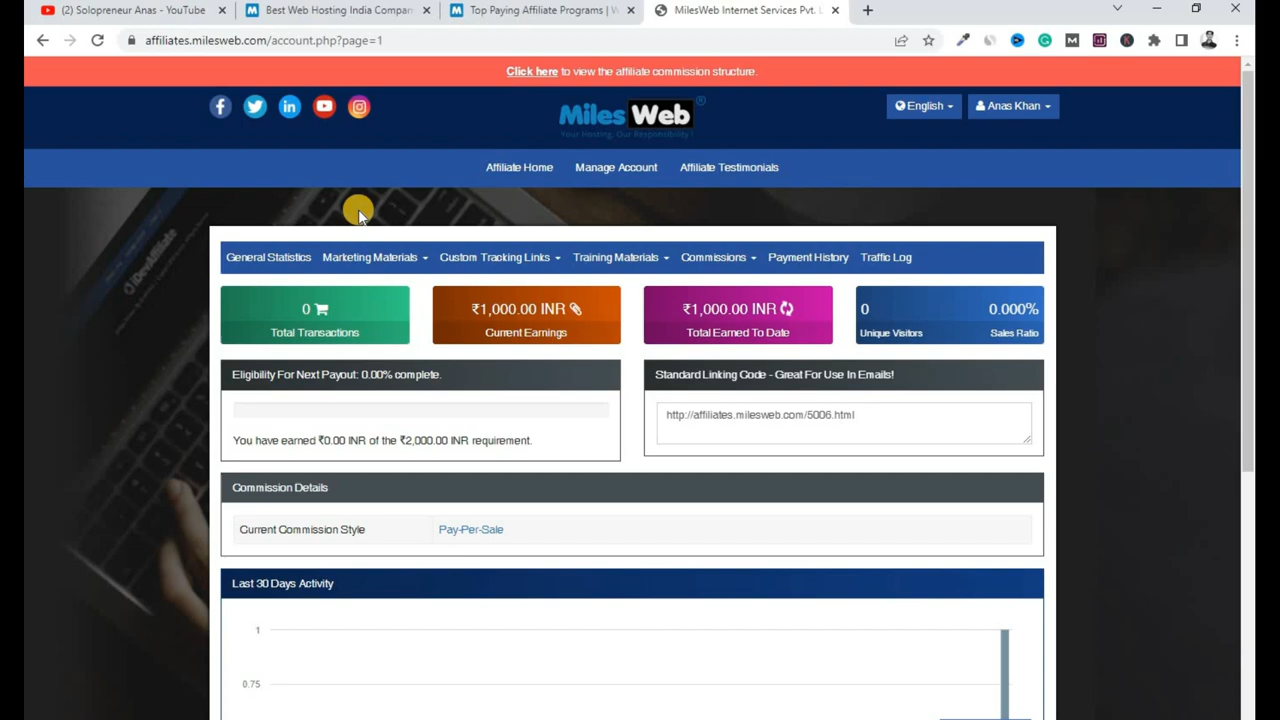 (2) Solopreneur Anas - YouTube
Best Web Hosting India Compan
Top Paying Affiliate Programs | W
MilesWeb Internet Services Pvt. L
affiliates.milesweb.com/account.php?page=1
Click here to view the affiliate commission structure.
MilesWeb
Your Hosting, Our Responsibility!
English
Anas Khan
Affiliate Home
Manage Account
Affiliate Testimonials
General Statistics
Marketing Materials
Custom Tracking Links
Training Materials
Commissions
Payment History
Traffic Log
0
Total Transactions
₹1,000.00 INR
Current Earnings
₹1,000.00 INR
Total Earned To Date
0
Unique Visitors
0.000%
Sales Ratio
Eligibility For Next Payout: 0.00% complete.
You have earned ₹0.00 INR of the ₹2,000.00 INR requirement.
Standard Linking Code - Great For Use In Emails!
http://affiliates.milesweb.com/5006.html
Commission Details
Current Commission Style
Pay-Per-Sale
Last 30 Days Activity
1
0.75